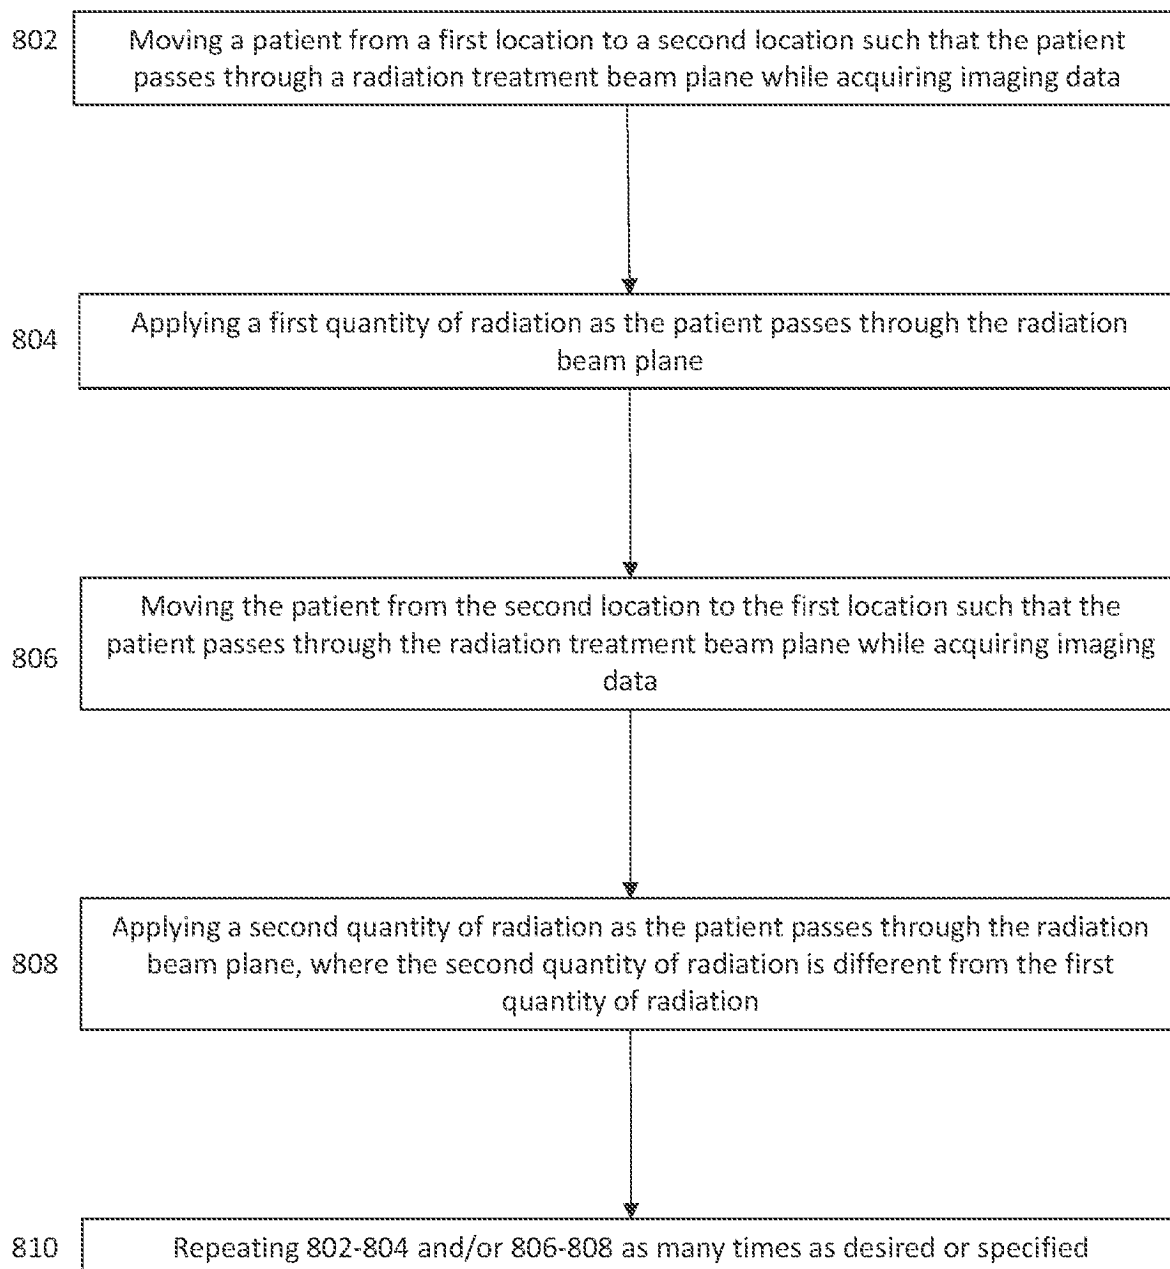 802
Moving a patient from a first location to a second location such that the patient
passes through a radiation treatment beam plane while acquiring imaging data
804
Applying a first quantity of radiation as the patient passes through the radiation
beam plane
806
Moving the patient from the second location to the first location such that the
patient passes through the radiation treatment beam plane while acquiring imaging
data
808
Applying a second quantity of radiation as the patient passes through the radiation
beam plane, where the second quantity of radiation is different from the first
quantity of radiation
810
Repeating 802-804 and/or 806-808 as many times as desired or specified